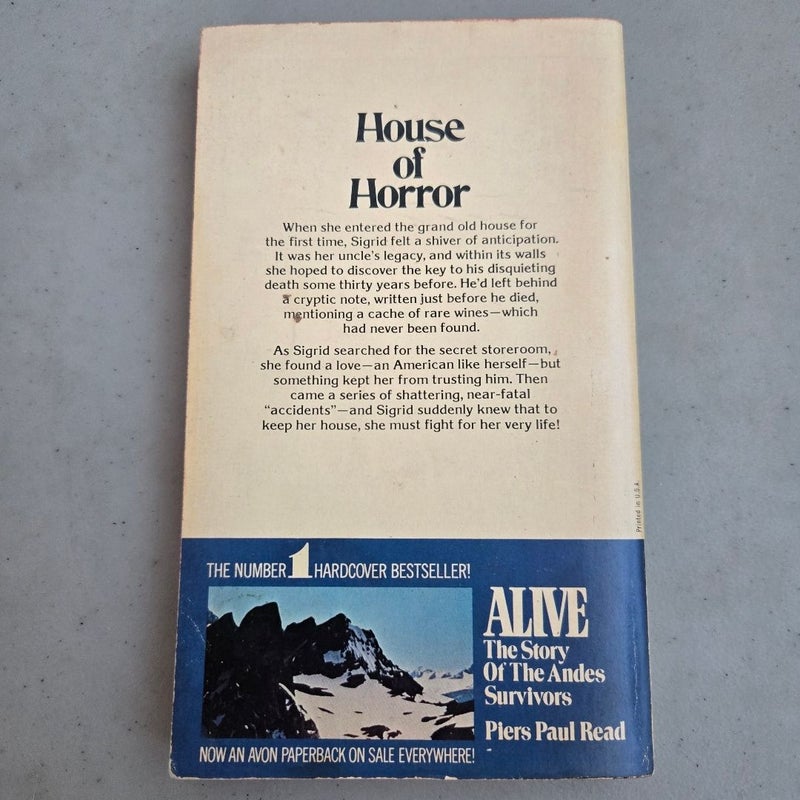 House
of
Horror
When she entered the grand old house for
the first time, Sigrid felt a shiver of anticipation.
It was her uncle's legacy, and within its walls
she hoped to discover the key to his disquieting
death some thirty years before. He'd left behind
a cryptic note, written just before he died,
mentioning a cache of rare wines—which
had never been found.
As Sigrid searched for the secret storeroom,
she found a love—an American like herself—but
something kept her from trusting him. Then
came a series of shattering, near-fatal
"accidents"—and Sigrid suddenly knew that to
keep her house, she must fight for her very life!
Printed in U.S.A.
THE NUMBER 1 HARDCOVER BESTSELLER!
ALIVE
The Story
Of The Andes
Survivors
Piers Paul Read
NOW AN AVON PAPERBACK ON SALE EVERYWHERE!